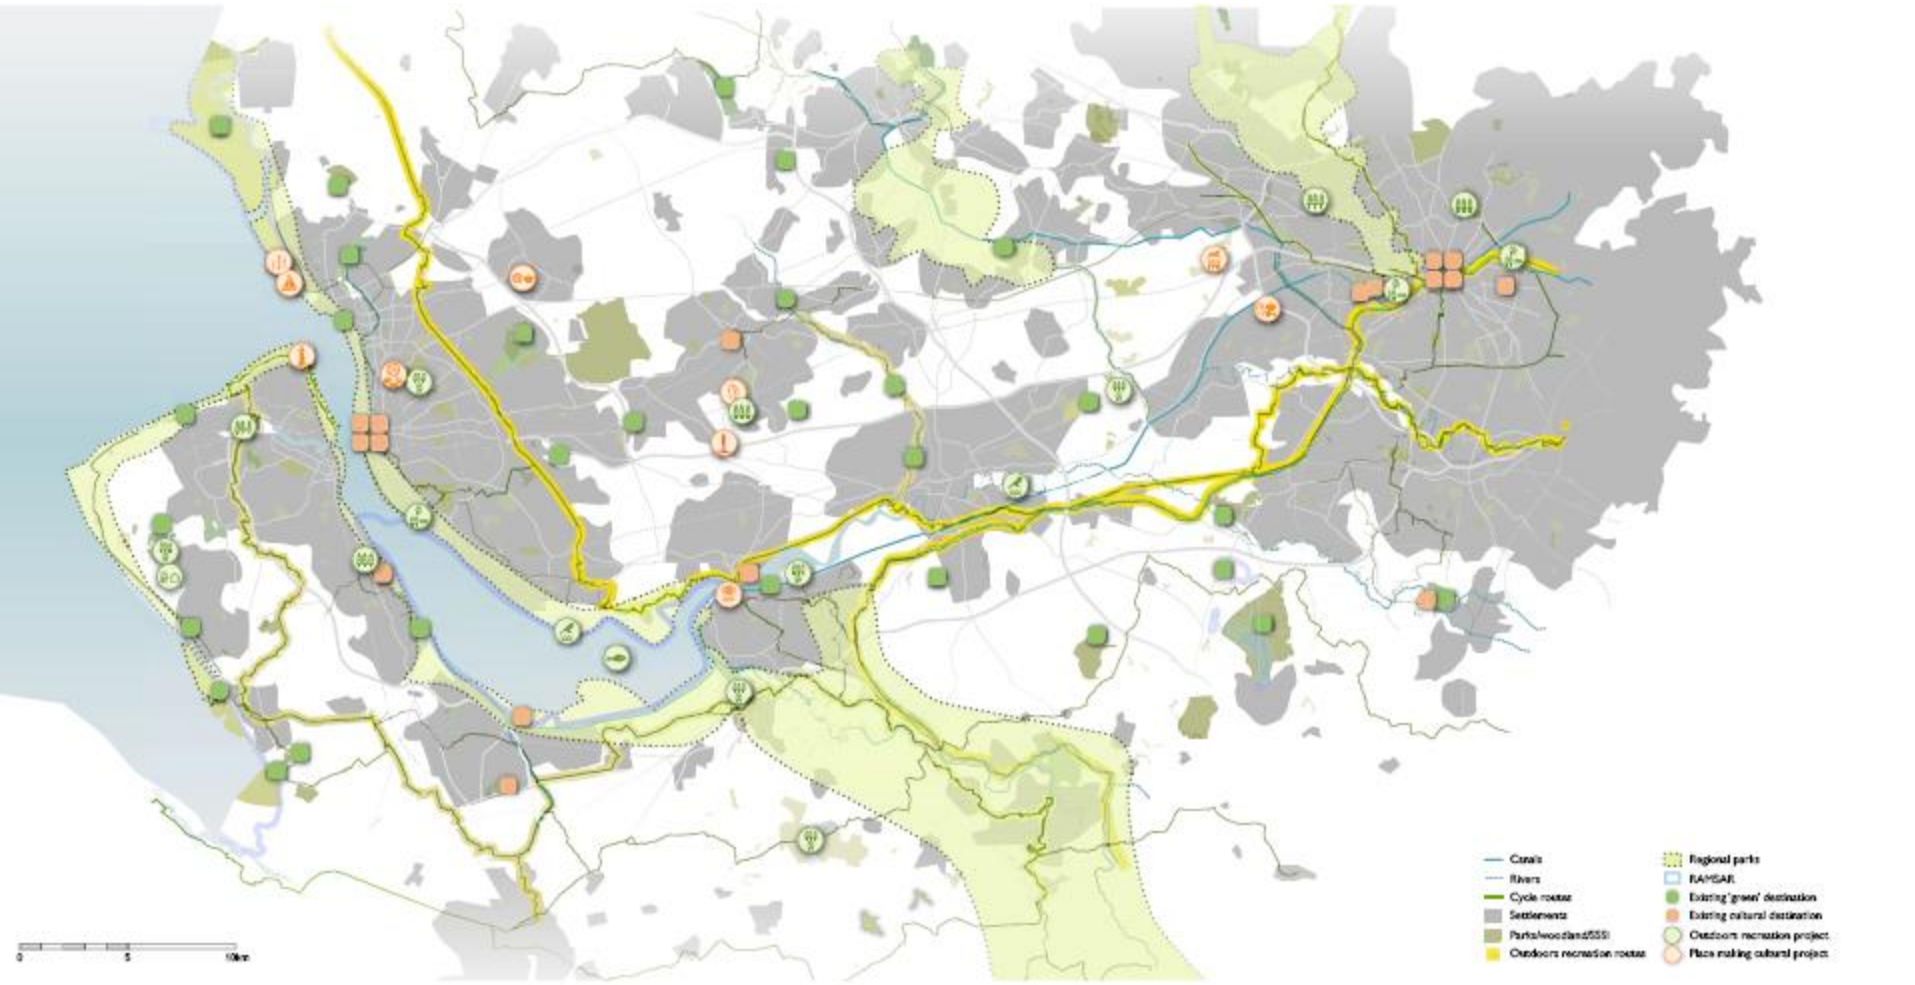 Canals
Rivers
Cycle routes
Settlements
Parks/woodland/SSSI
Outdoors recreation routes
Regional parks
RAMSAR
Existing 'green' destination
Existing cultural destination
Outdoors recreation project
Place making cultural project
0 5 10km